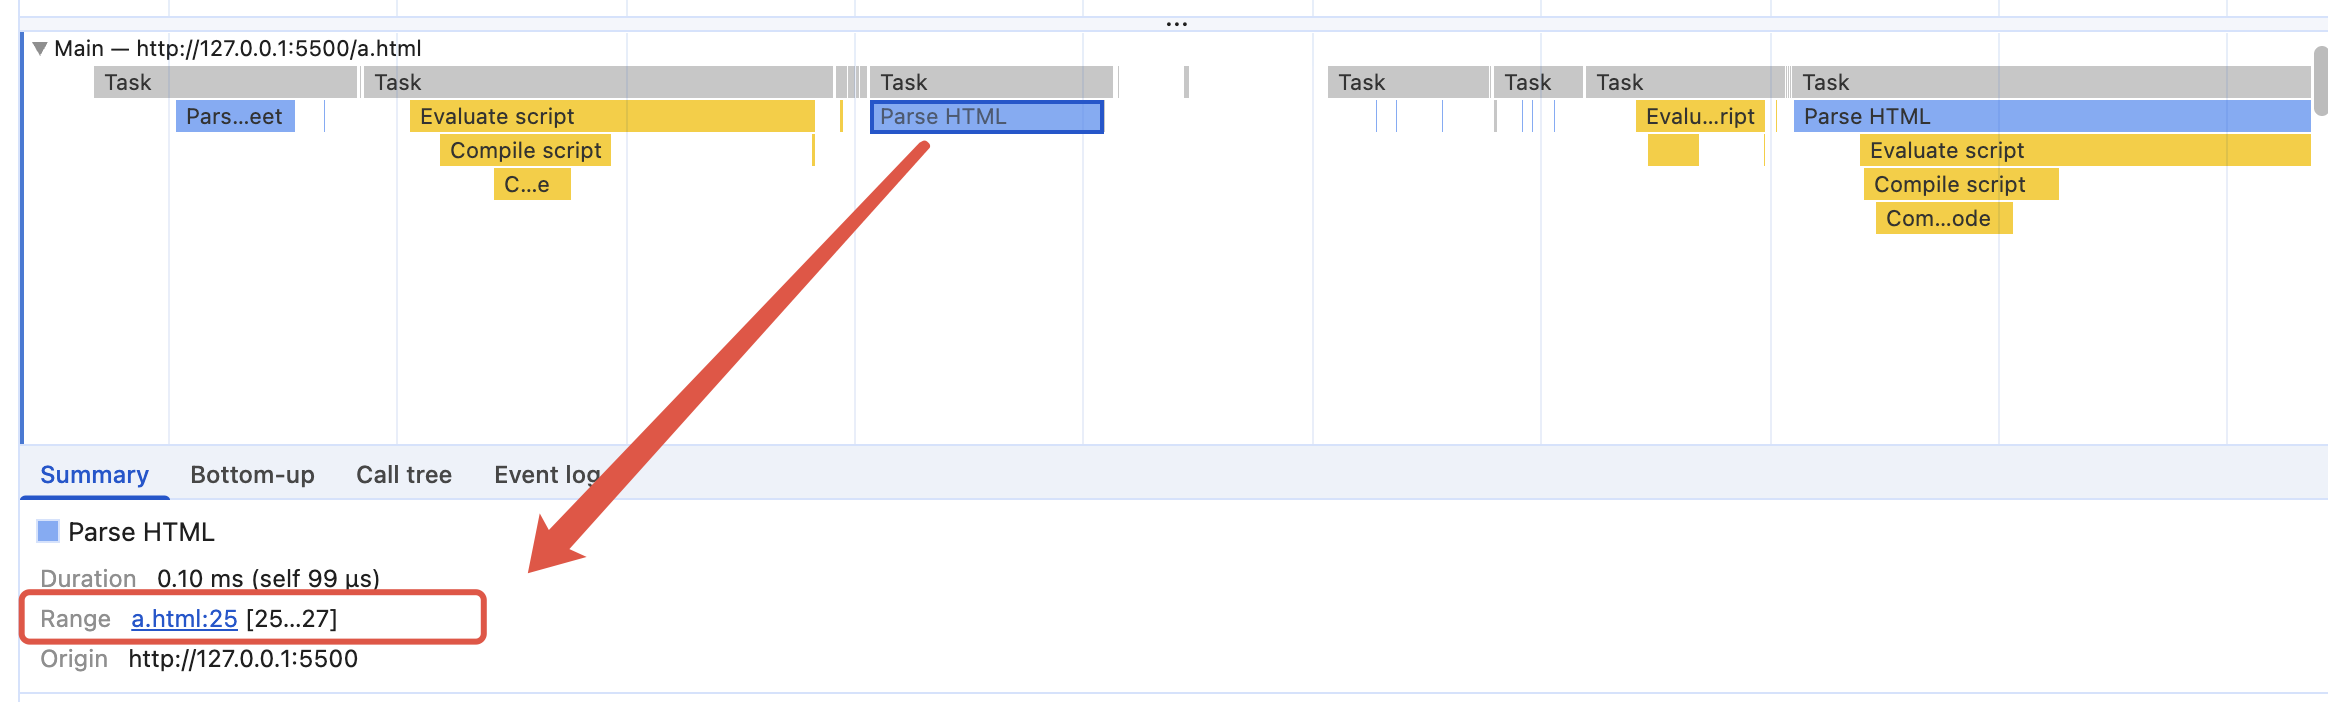 ...
Main — http://127.0.0.1:5500/a.html
Task Task Task Task Task Task Task
Pars...eet Evaluate script Parse HTML Evalu...ript Parse HTML
Compile script Evaluate script
C...e Compile script
Com...ode
Summary Bottom-up Call tree Event log
Parse HTML
Duration 0.10 ms (self 99 μs)
Range a.html:25 [25...27]
Origin http://127.0.0.1:5500